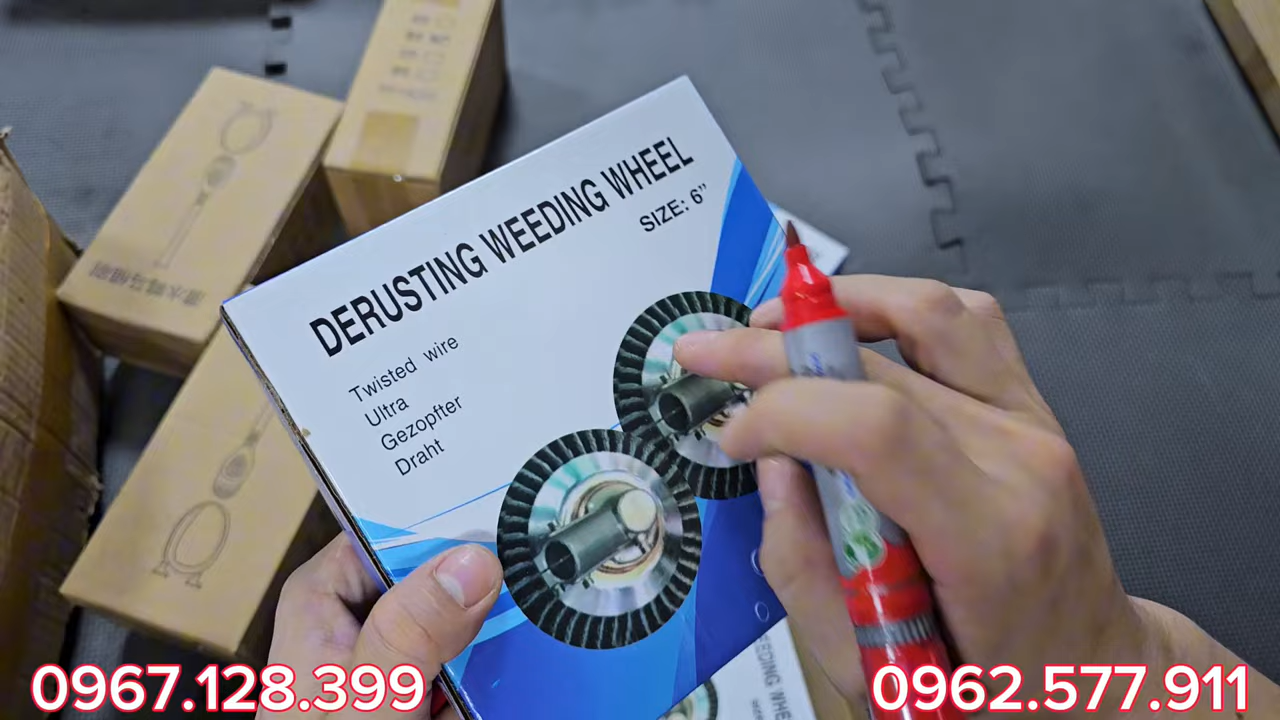 DERUSTING WEEDING WHEEL
SIZE: 6"
Twisted wire
Ultra
Gezopfter
Draht
0967.128.399
0962.577.911